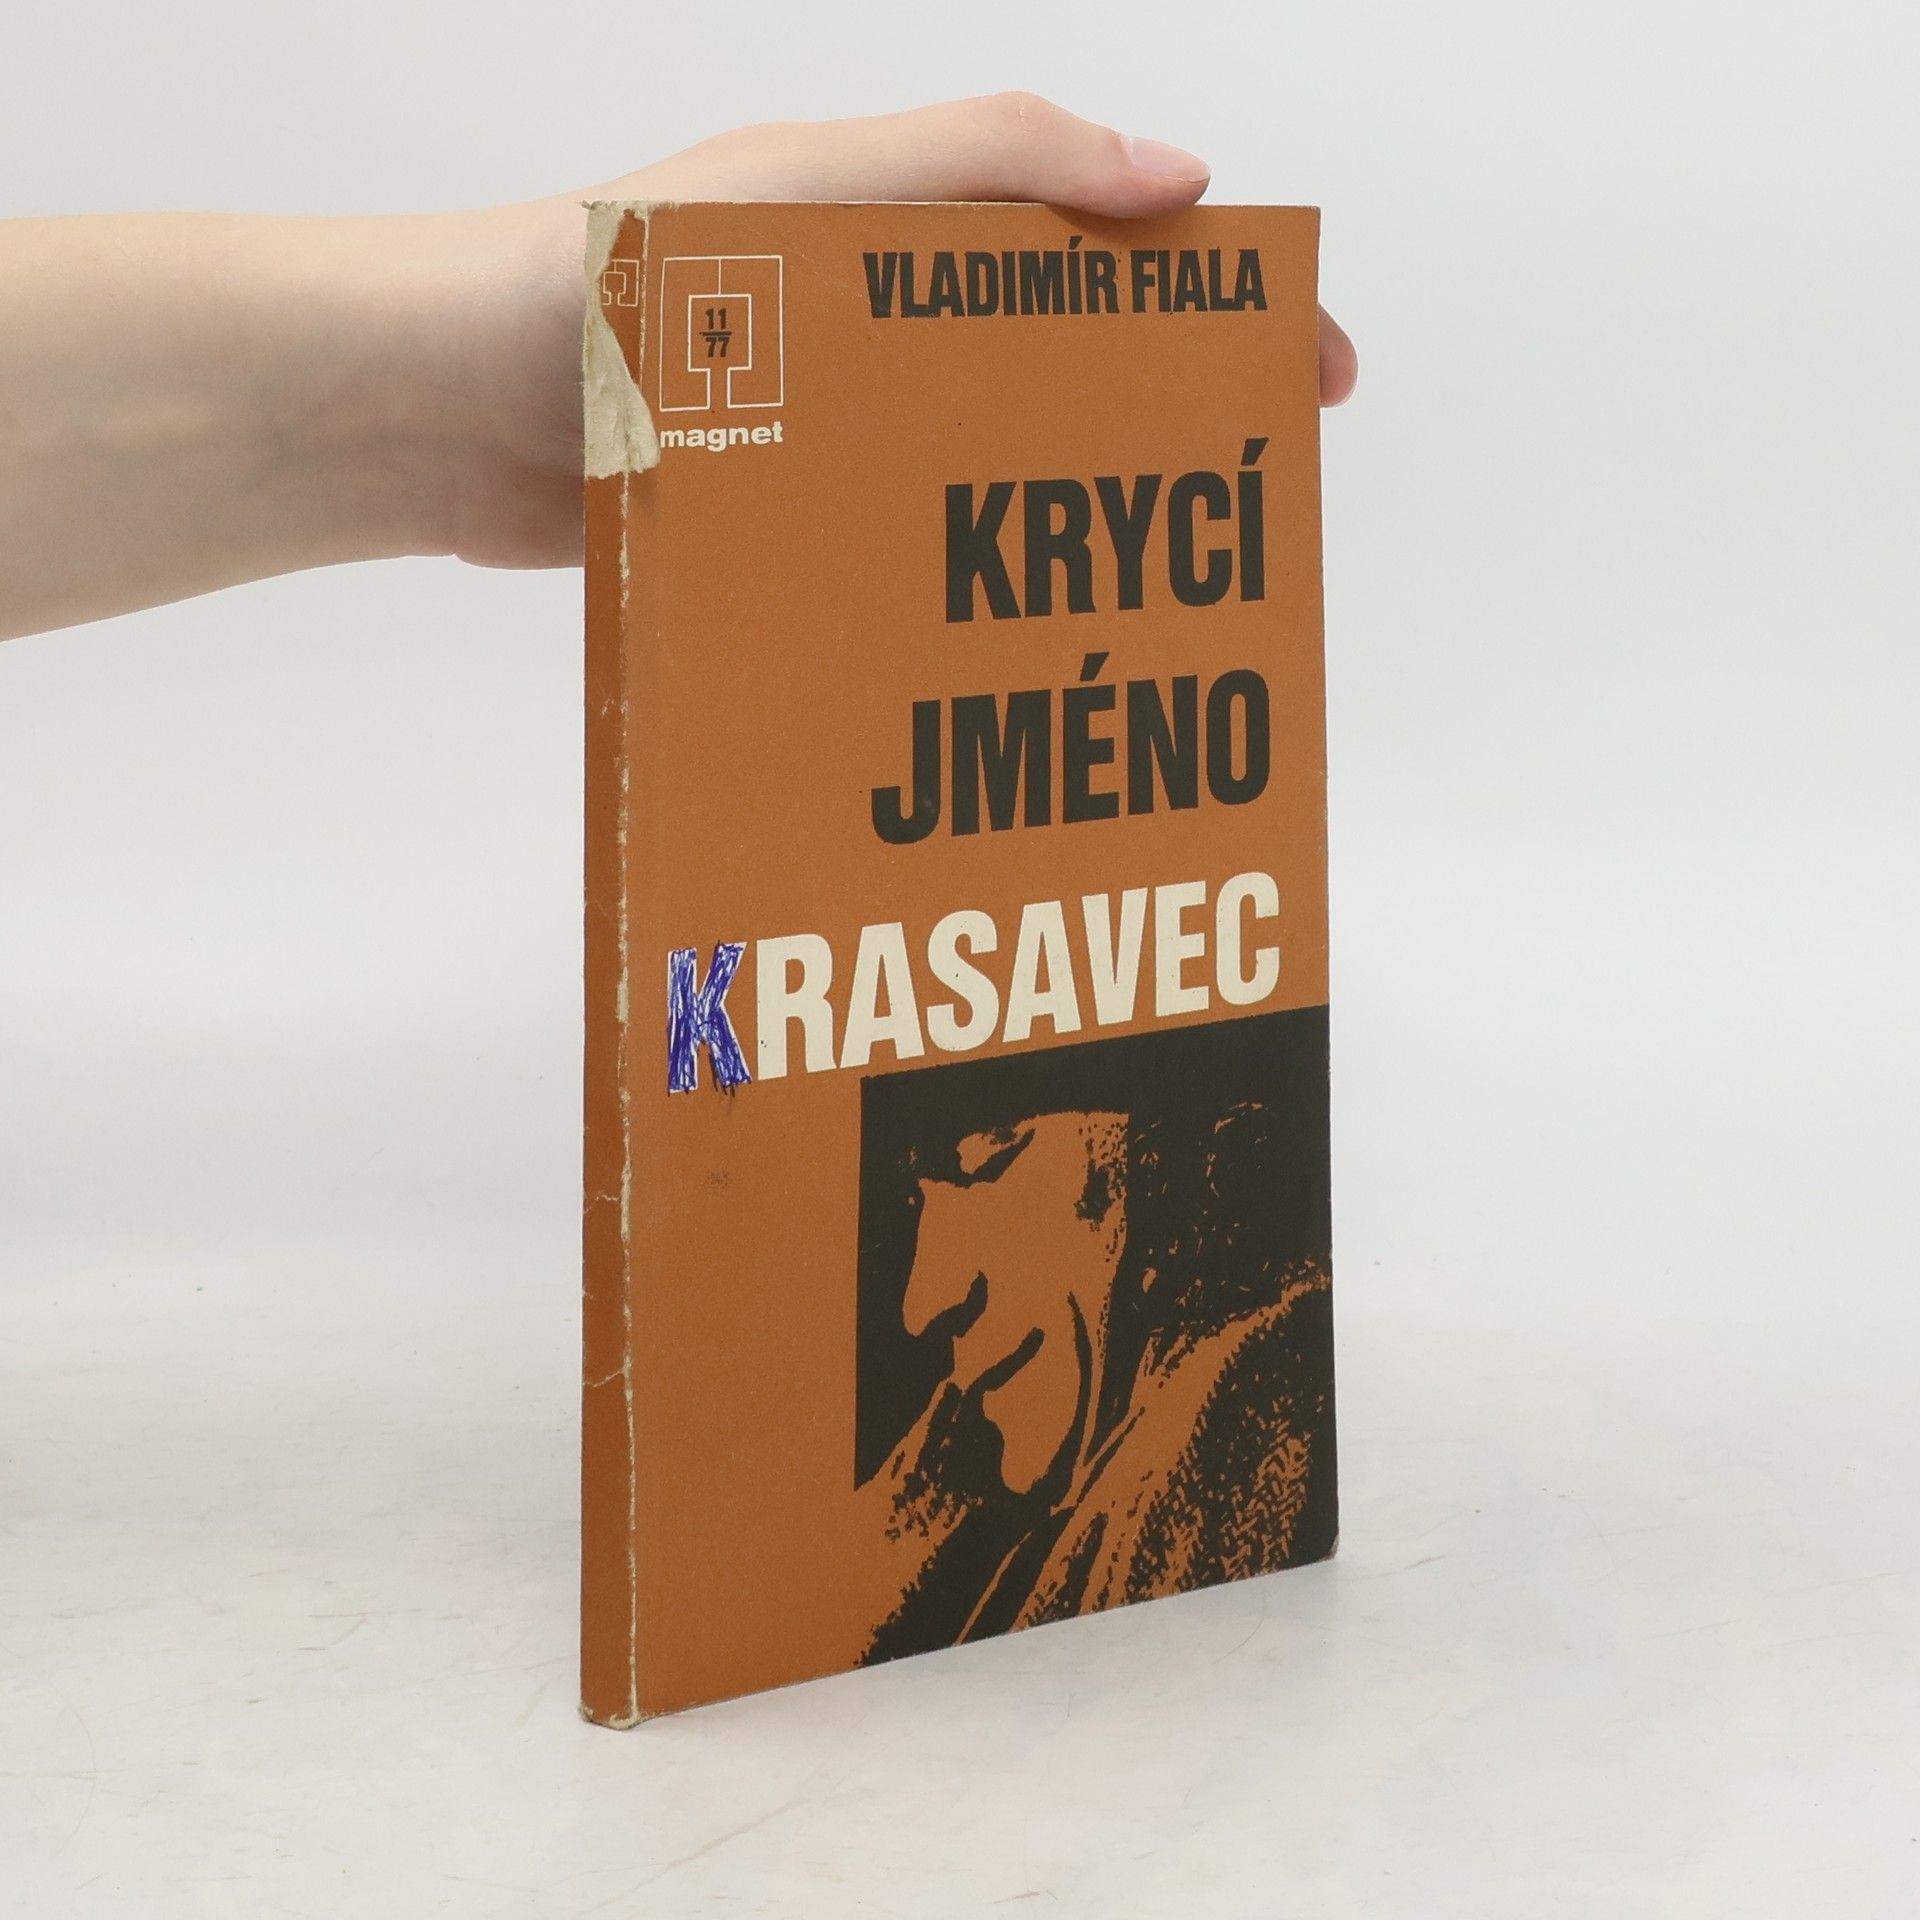 VLADIMÍR FIALA
11
77
magnet
KRYCÍ
JMÉNO
KRASAVEC